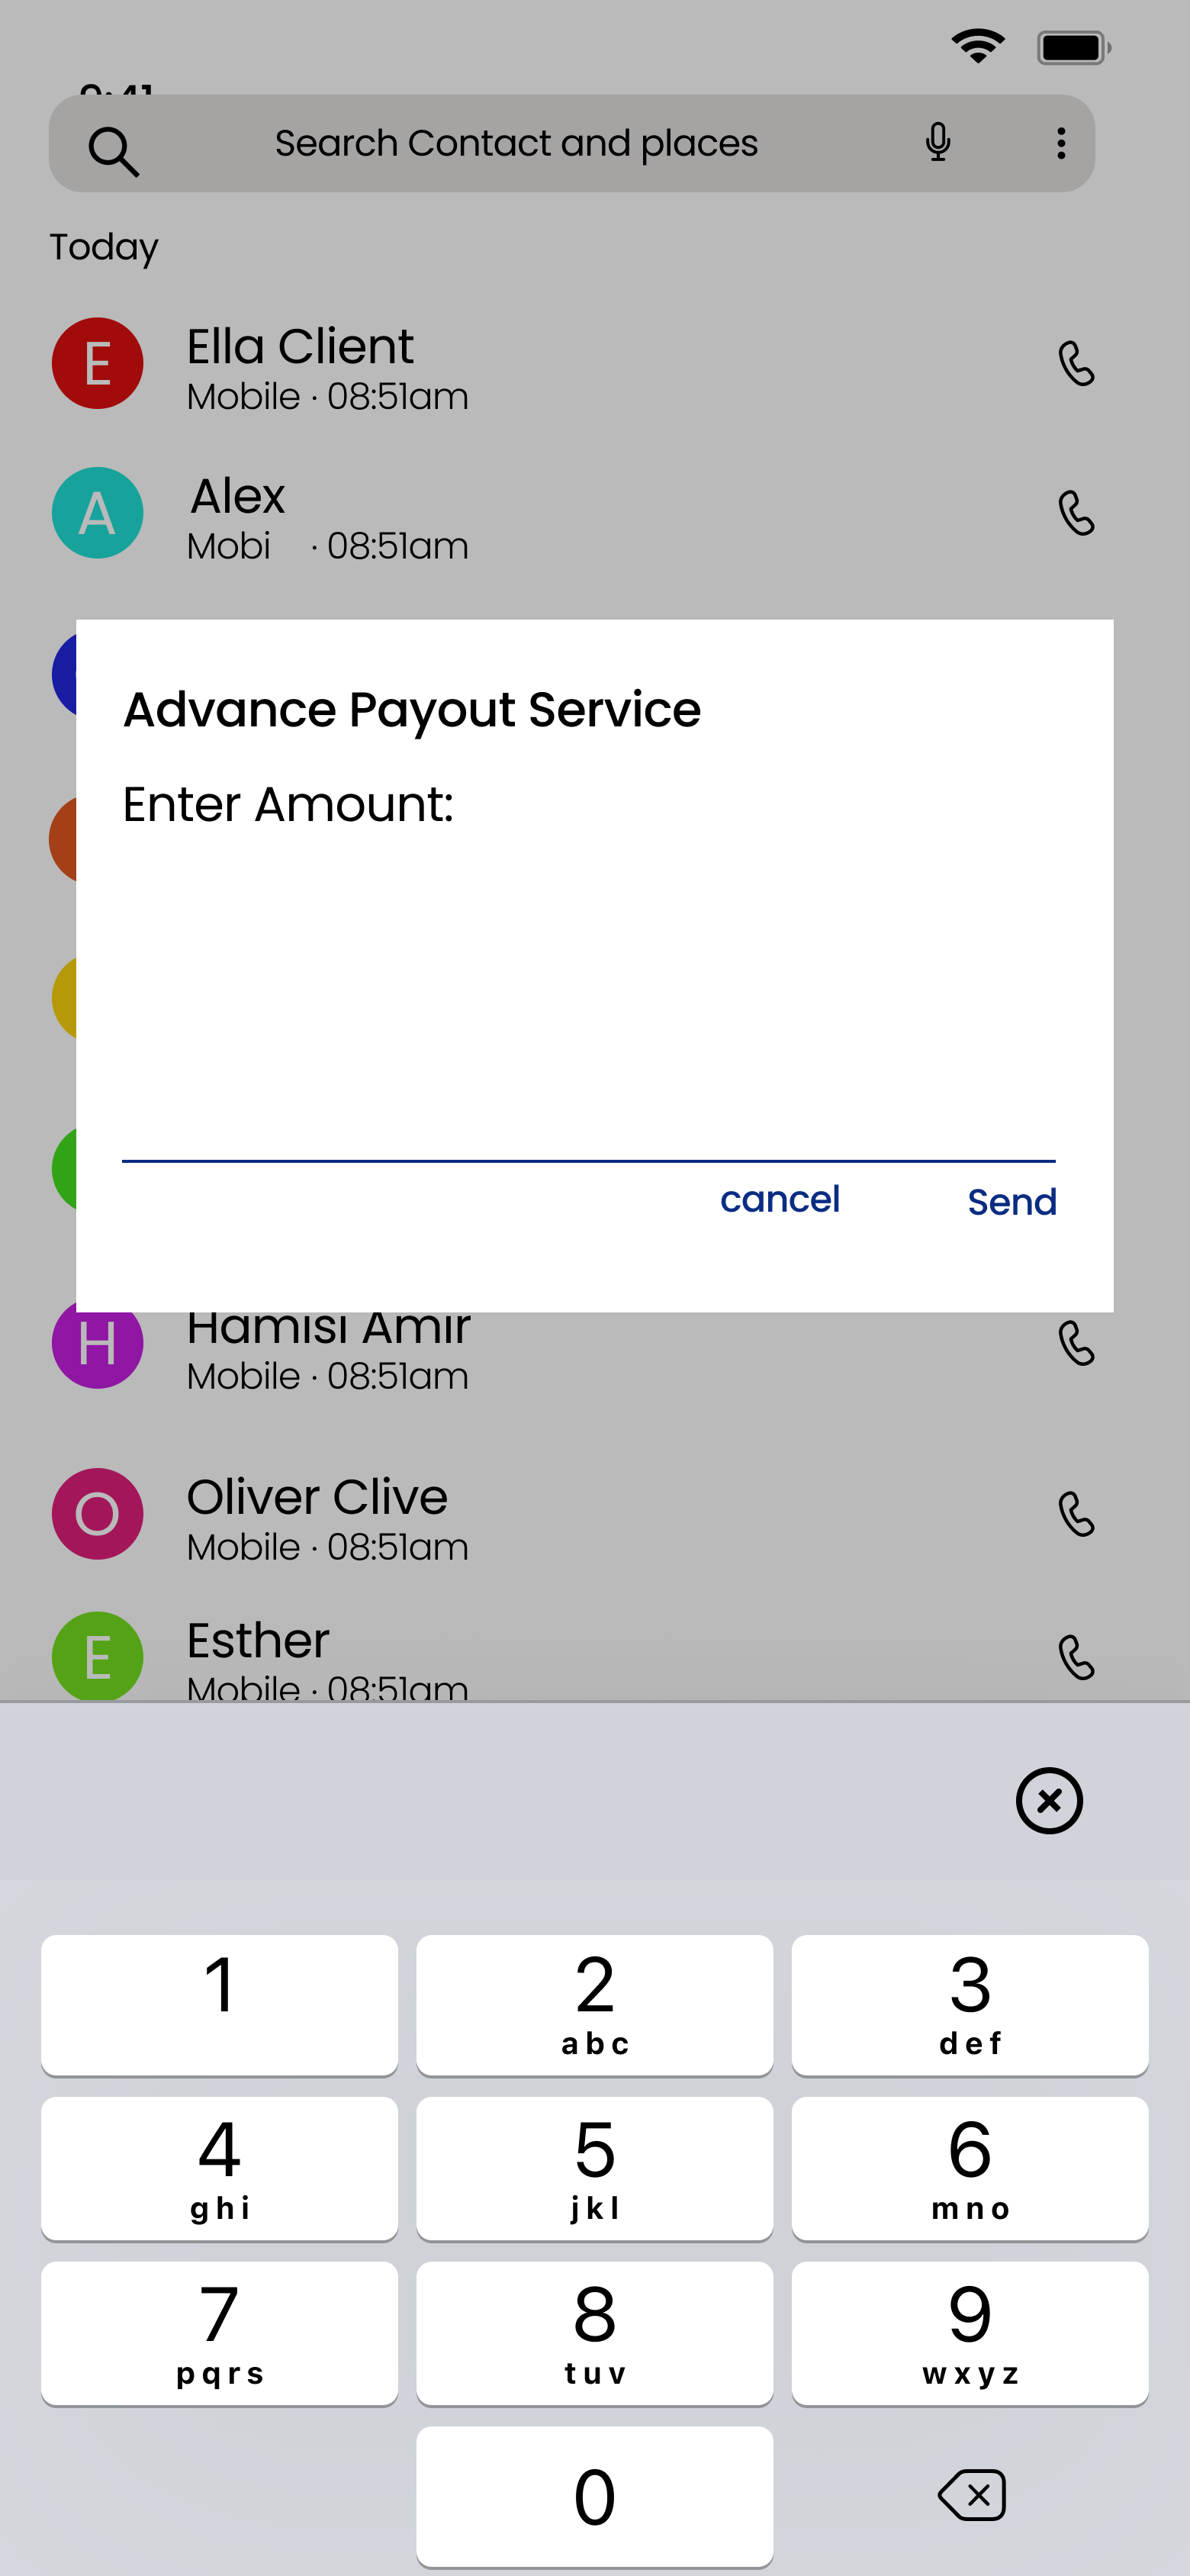 Search Contact and places
Today
E
Ella Client
Mobile · 08:51am
A
Alex
Mobi · 08:51am
Advance Payout Service
Enter Amount:
cancel
Send
H
Hamisi Amir
Mobile · 08:51am
O
Oliver Clive
Mobile · 08:51am
E
Esther
Mobile · 08:51am
1
2
abc
3
def
4
ghi
5
jkl
6
mno
7
pqrs
8
tuv
9
wxyz
0